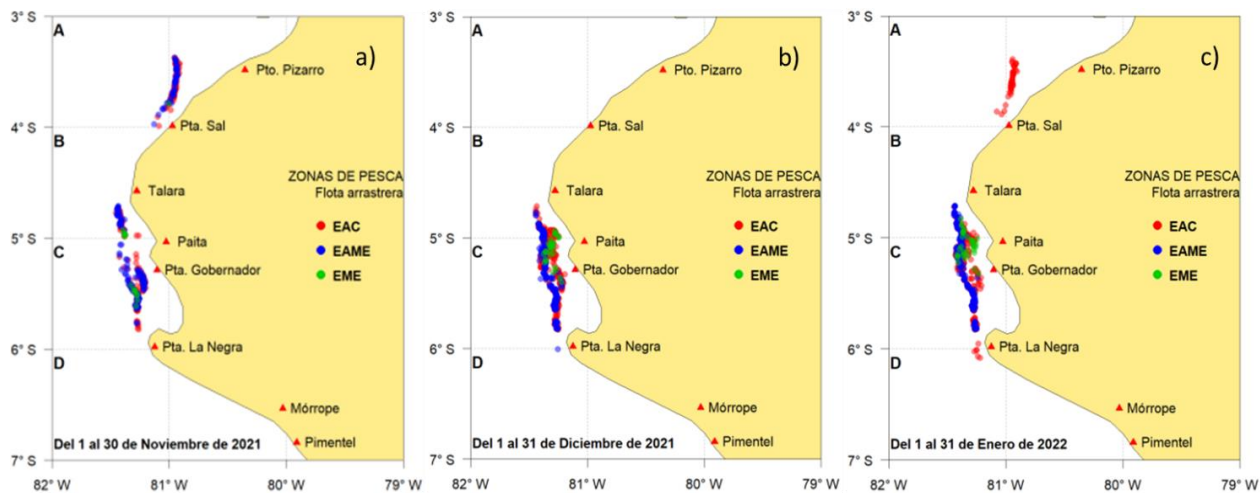 3° S
A
a)
Pto. Pizarro
4° S
Pta. Sal
B
ZONAS DE PESCA
Talara
Flota arrastrera
EAC
5° S
Paita
C
EAME
Pta. Gobernador
EME
6° S
Pta. La Negra
D
Mórrope
Del 1 al 30 de Noviembre de 2021
Pimentel
7° S
82° W
81° W
80° W
79° W
3° S
A
b)
Pto. Pizarro
4° S
Pta. Sal
B
ZONAS DE PESCA
Talara
Flota arrastrera
EAC
5° S
Paita
C
EAME
Pta. Gobernador
EME
6° S
Pta. La Negra
D
Mórrope
Del 1 al 31 de Diciembre de 2021
Pimentel
7° S
82° W
81° W
80° W
79° W
3° S
A
c)
Pto. Pizarro
4° S
Pta. Sal
B
ZONAS DE PESCA
Talara
Flota arrastrera
EAC
5° S
Paita
C
EAME
Pta. Gobernador
EME
6° S
Pta. La Negra
D
Mórrope
Del 1 al 31 de Enero de 2022
Pimentel
7° S
82° W
81° W
80° W
79° W